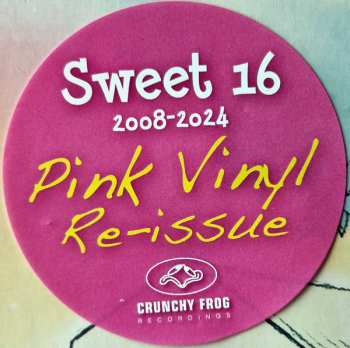 Sweet 16
2008-2024
Pink Vinyl
Re-issue
CRUNCHY FROG
RECORDINGS